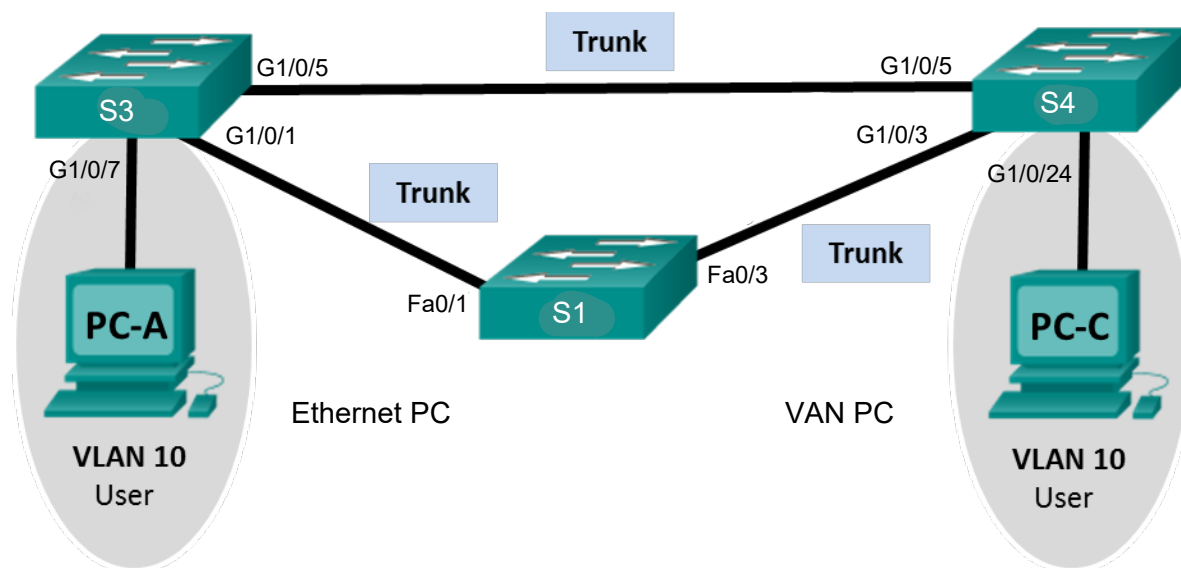 Trunk
G1/0/5
G1/0/5
S3
S4
G1/0/1
G1/0/3
G1/0/7
G1/0/24
Trunk
Trunk
Fa0/1
Fa0/3
S1
PC-A
PC-C
Ethernet PC
VAN PC
VLAN 10
User
VLAN 10
User